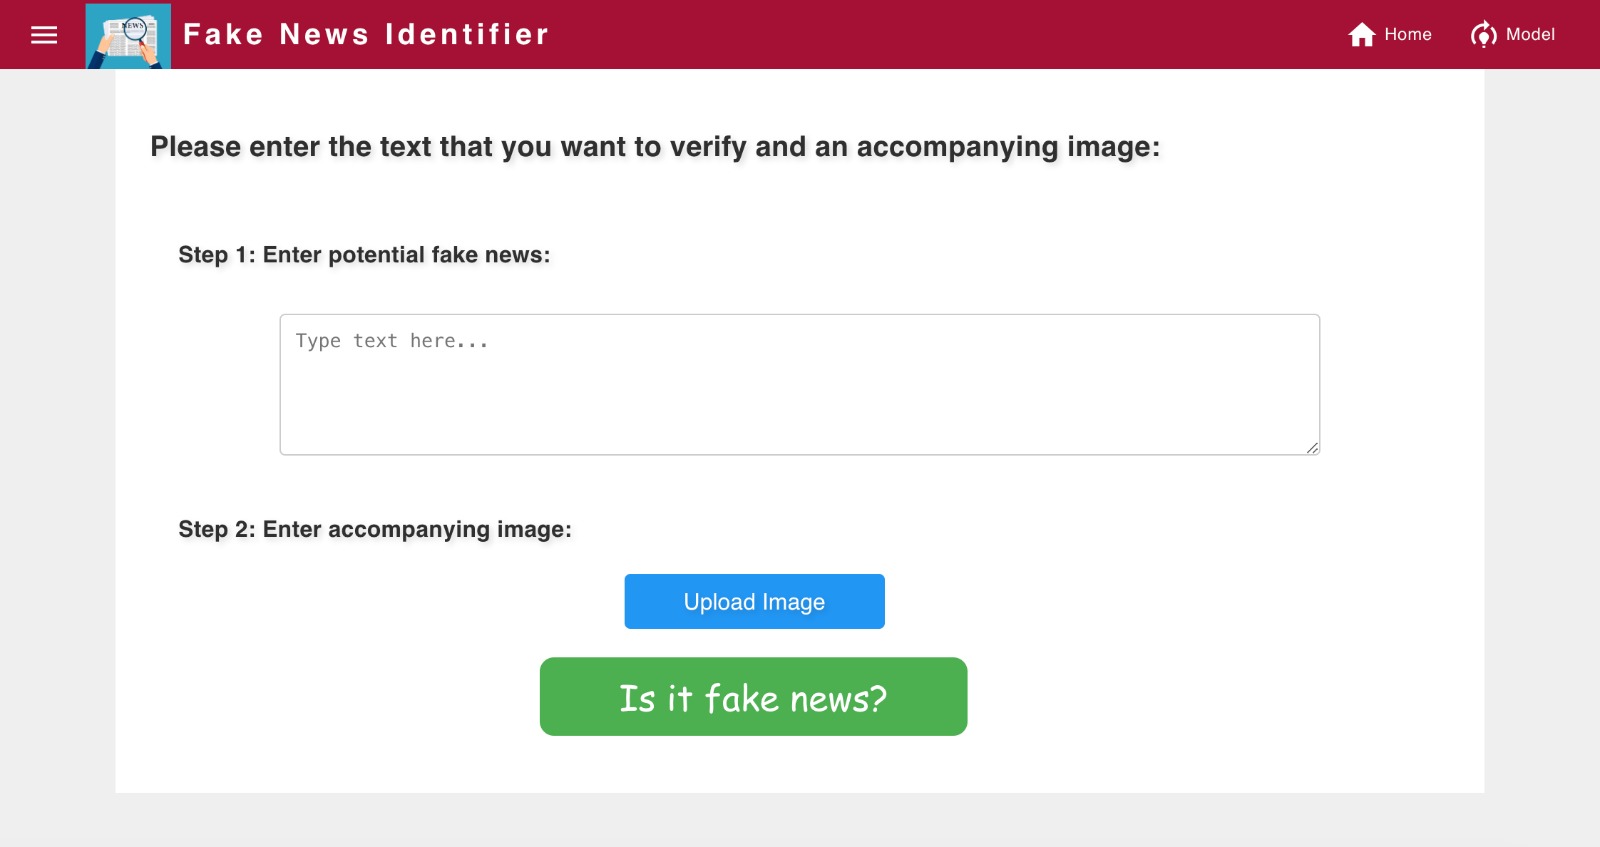 NEWS
Fake News Identifier
Home
Model
Please enter the text that you want to verify and an accompanying image:
Step 1: Enter potential fake news:
Type text here...
Step 2: Enter accompanying image:
Upload Image
Is it fake news?